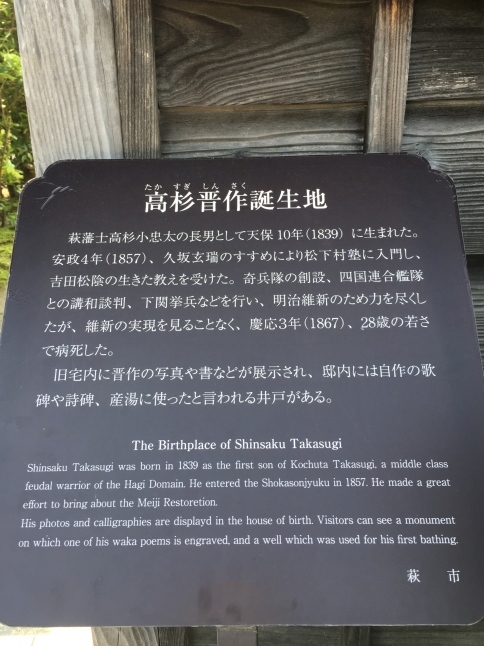 たか すぎ しん さく
高杉晋作誕生地
萩藩士高杉小忠太の長男として天保10年(1839) に生まれた。
安政4年(1857)、久坂玄瑞のすすめにより松下村塾に入門し、
吉田松陰の生きた教えを受けた。奇兵隊の創設、四国連合艦隊
との講和談判、下関挙兵などを行い、明治維新のため力を尽くし
たが、維新の実現を見ることなく、慶応3年(1867)、28歳の若さ
で病死した。
旧宅内に晋作の写真や書などが展示され、邸内には自作の歌
碑や詩碑、産湯に使ったと言われる井戸がある。
The Birthplace of Shinsaku Takasugi
Shinsaku Takasugi was born in 1839 as the first son of Kochuta Takasugi, a middle class
feudal warrior of the Hagi Domain. He entered the Shokasonjyuku in 1857. He made a great
effort to bring about the Meiji Restoretion.
His photos and calligraphies are displayd in the house of birth. Visitors can see a monument
on which one of his waka poems is engraved, and a well which was used for his first bathing.
萩 市